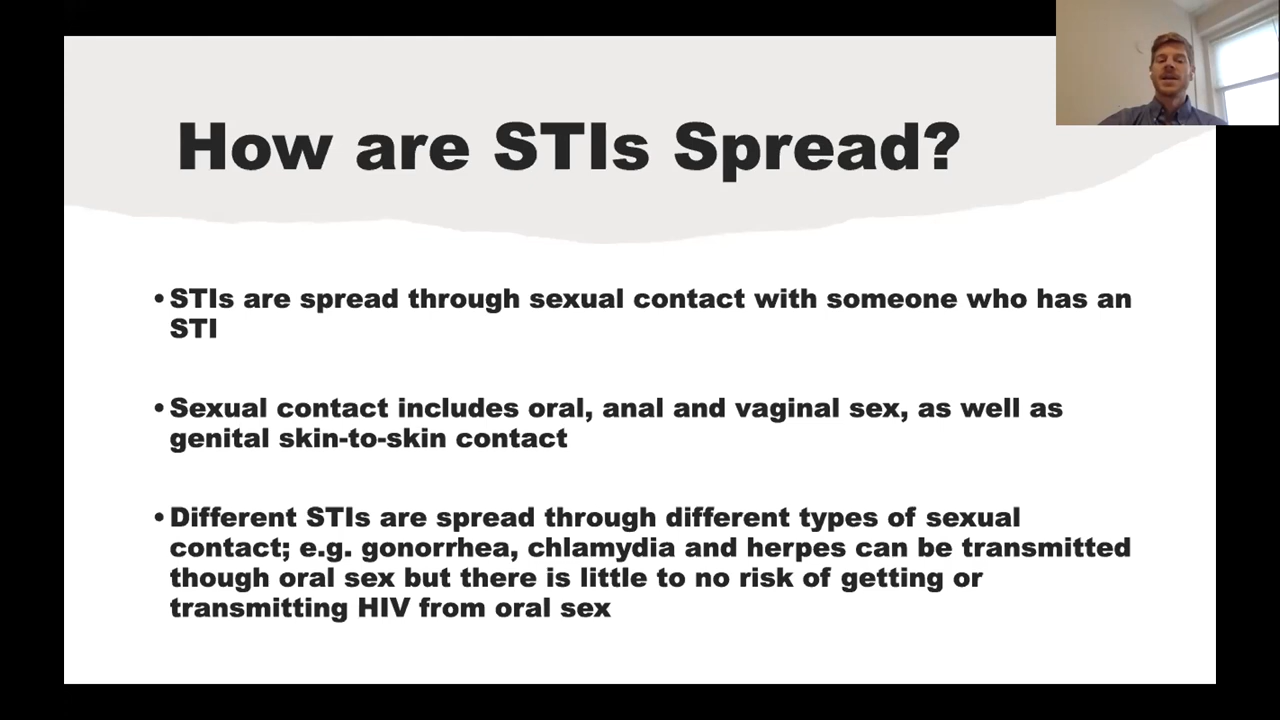 How are STIs Spread?
• STIs are spread through sexual contact with someone who has an
STI
• Sexual contact includes oral, anal and vaginal sex, as well as
genital skin-to-skin contact
• Different STIs are spread through different types of sexual
contact; e.g. gonorrhea, chlamydia and herpes can be transmitted
though oral sex but there is little to no risk of getting or
transmitting HIV from oral sex